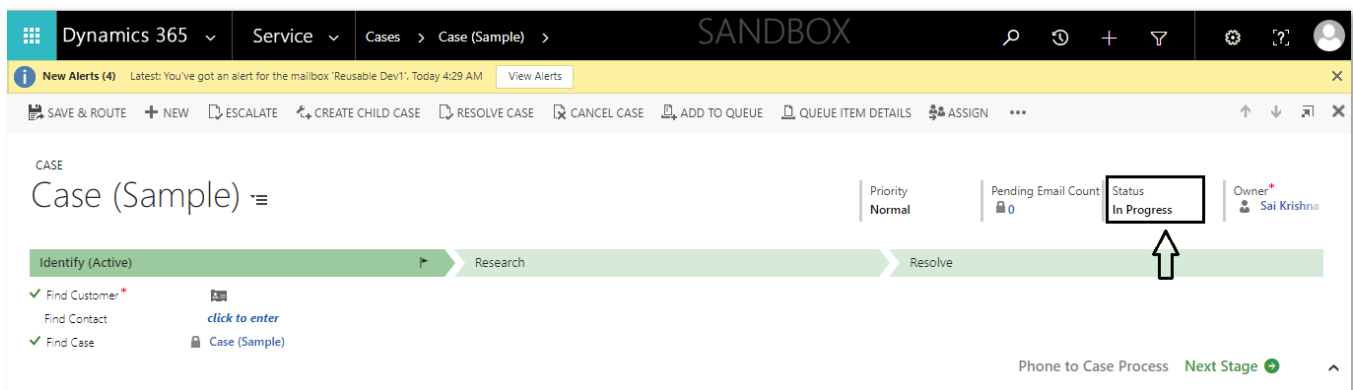 Dynamics 365 Service Cases > Case (Sample) > SANDBOX [?]
New Alerts (4) Latest: You've got an alert for the mailbox 'Reusable Dev1'. Today 4:29 AM View Alerts
SAVE & ROUTE NEW ESCALATE CREATE CHILD CASE RESOLVE CASE CANCEL CASE ADD TO QUEUE QUEUE ITEM DETAILS ASSIGN •••
CASE
Case (Sample)
Priority Pending Email Count Status Owner*
Normal 0 In Progress Sai Krishna
Identify (Active) Research Resolve
Find Customer*
Find Contact click to enter
Find Case Case (Sample)
Phone to Case Process Next Stage